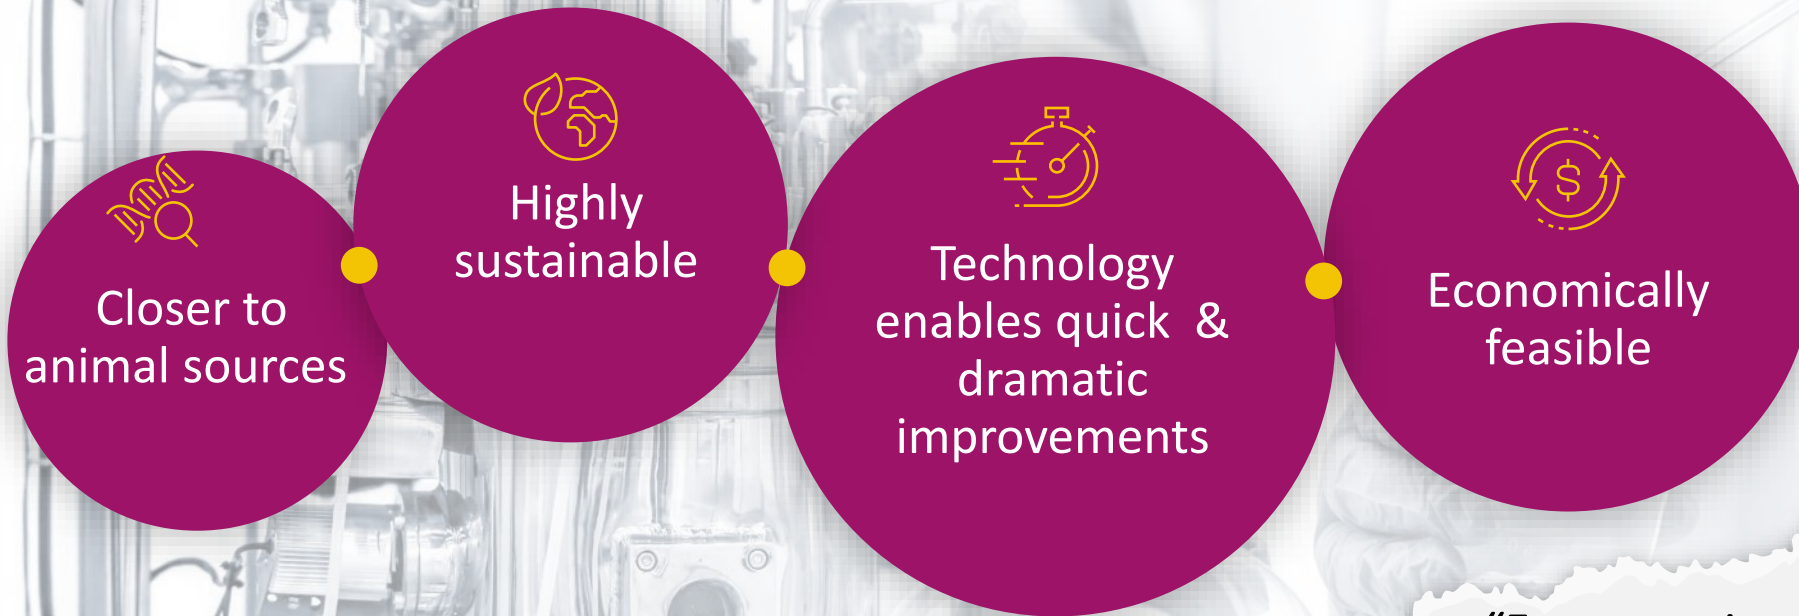 Closer to
animal sources
Highly
sustainable
Technology
enables quick  &
dramatic
improvements
$
Economically
feasible